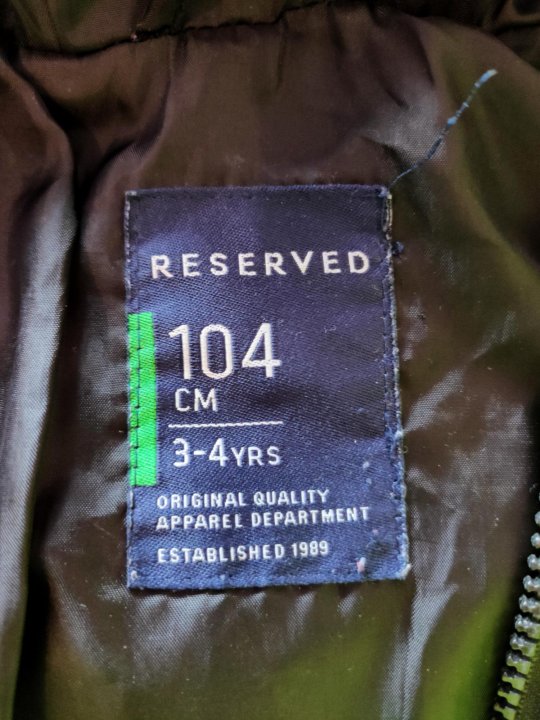 RESERVED
104
CM
3-4YRS
ORIGINAL QUALITY
APPAREL DEPARTMENT
ESTABLISHED 1989